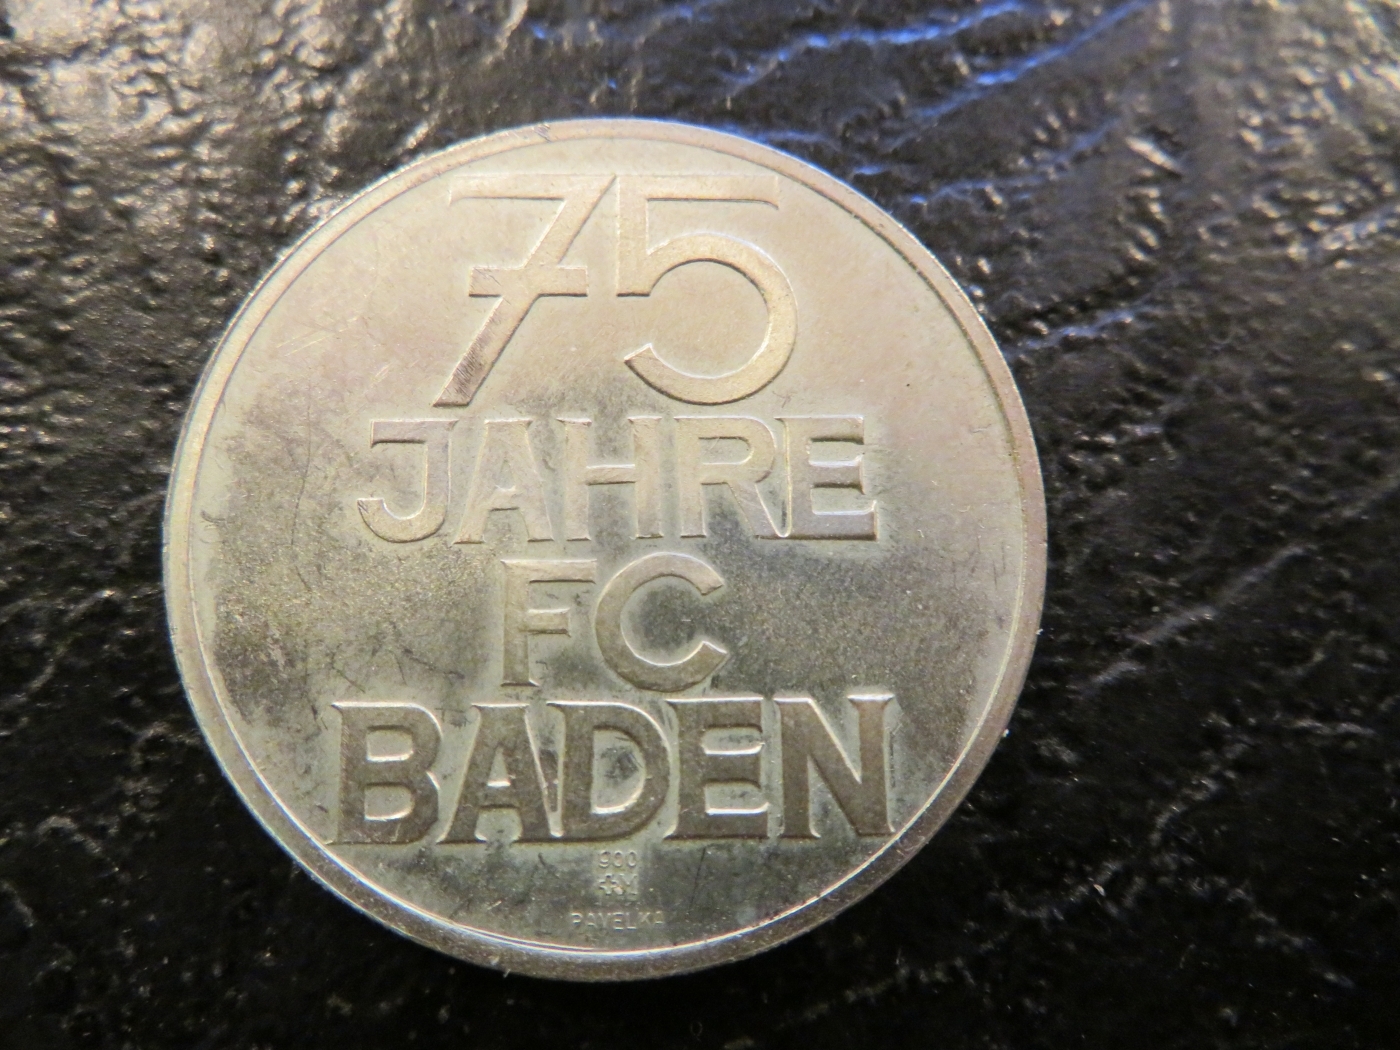 75
JAHRE
FC
BADEN
900
PAVELKA